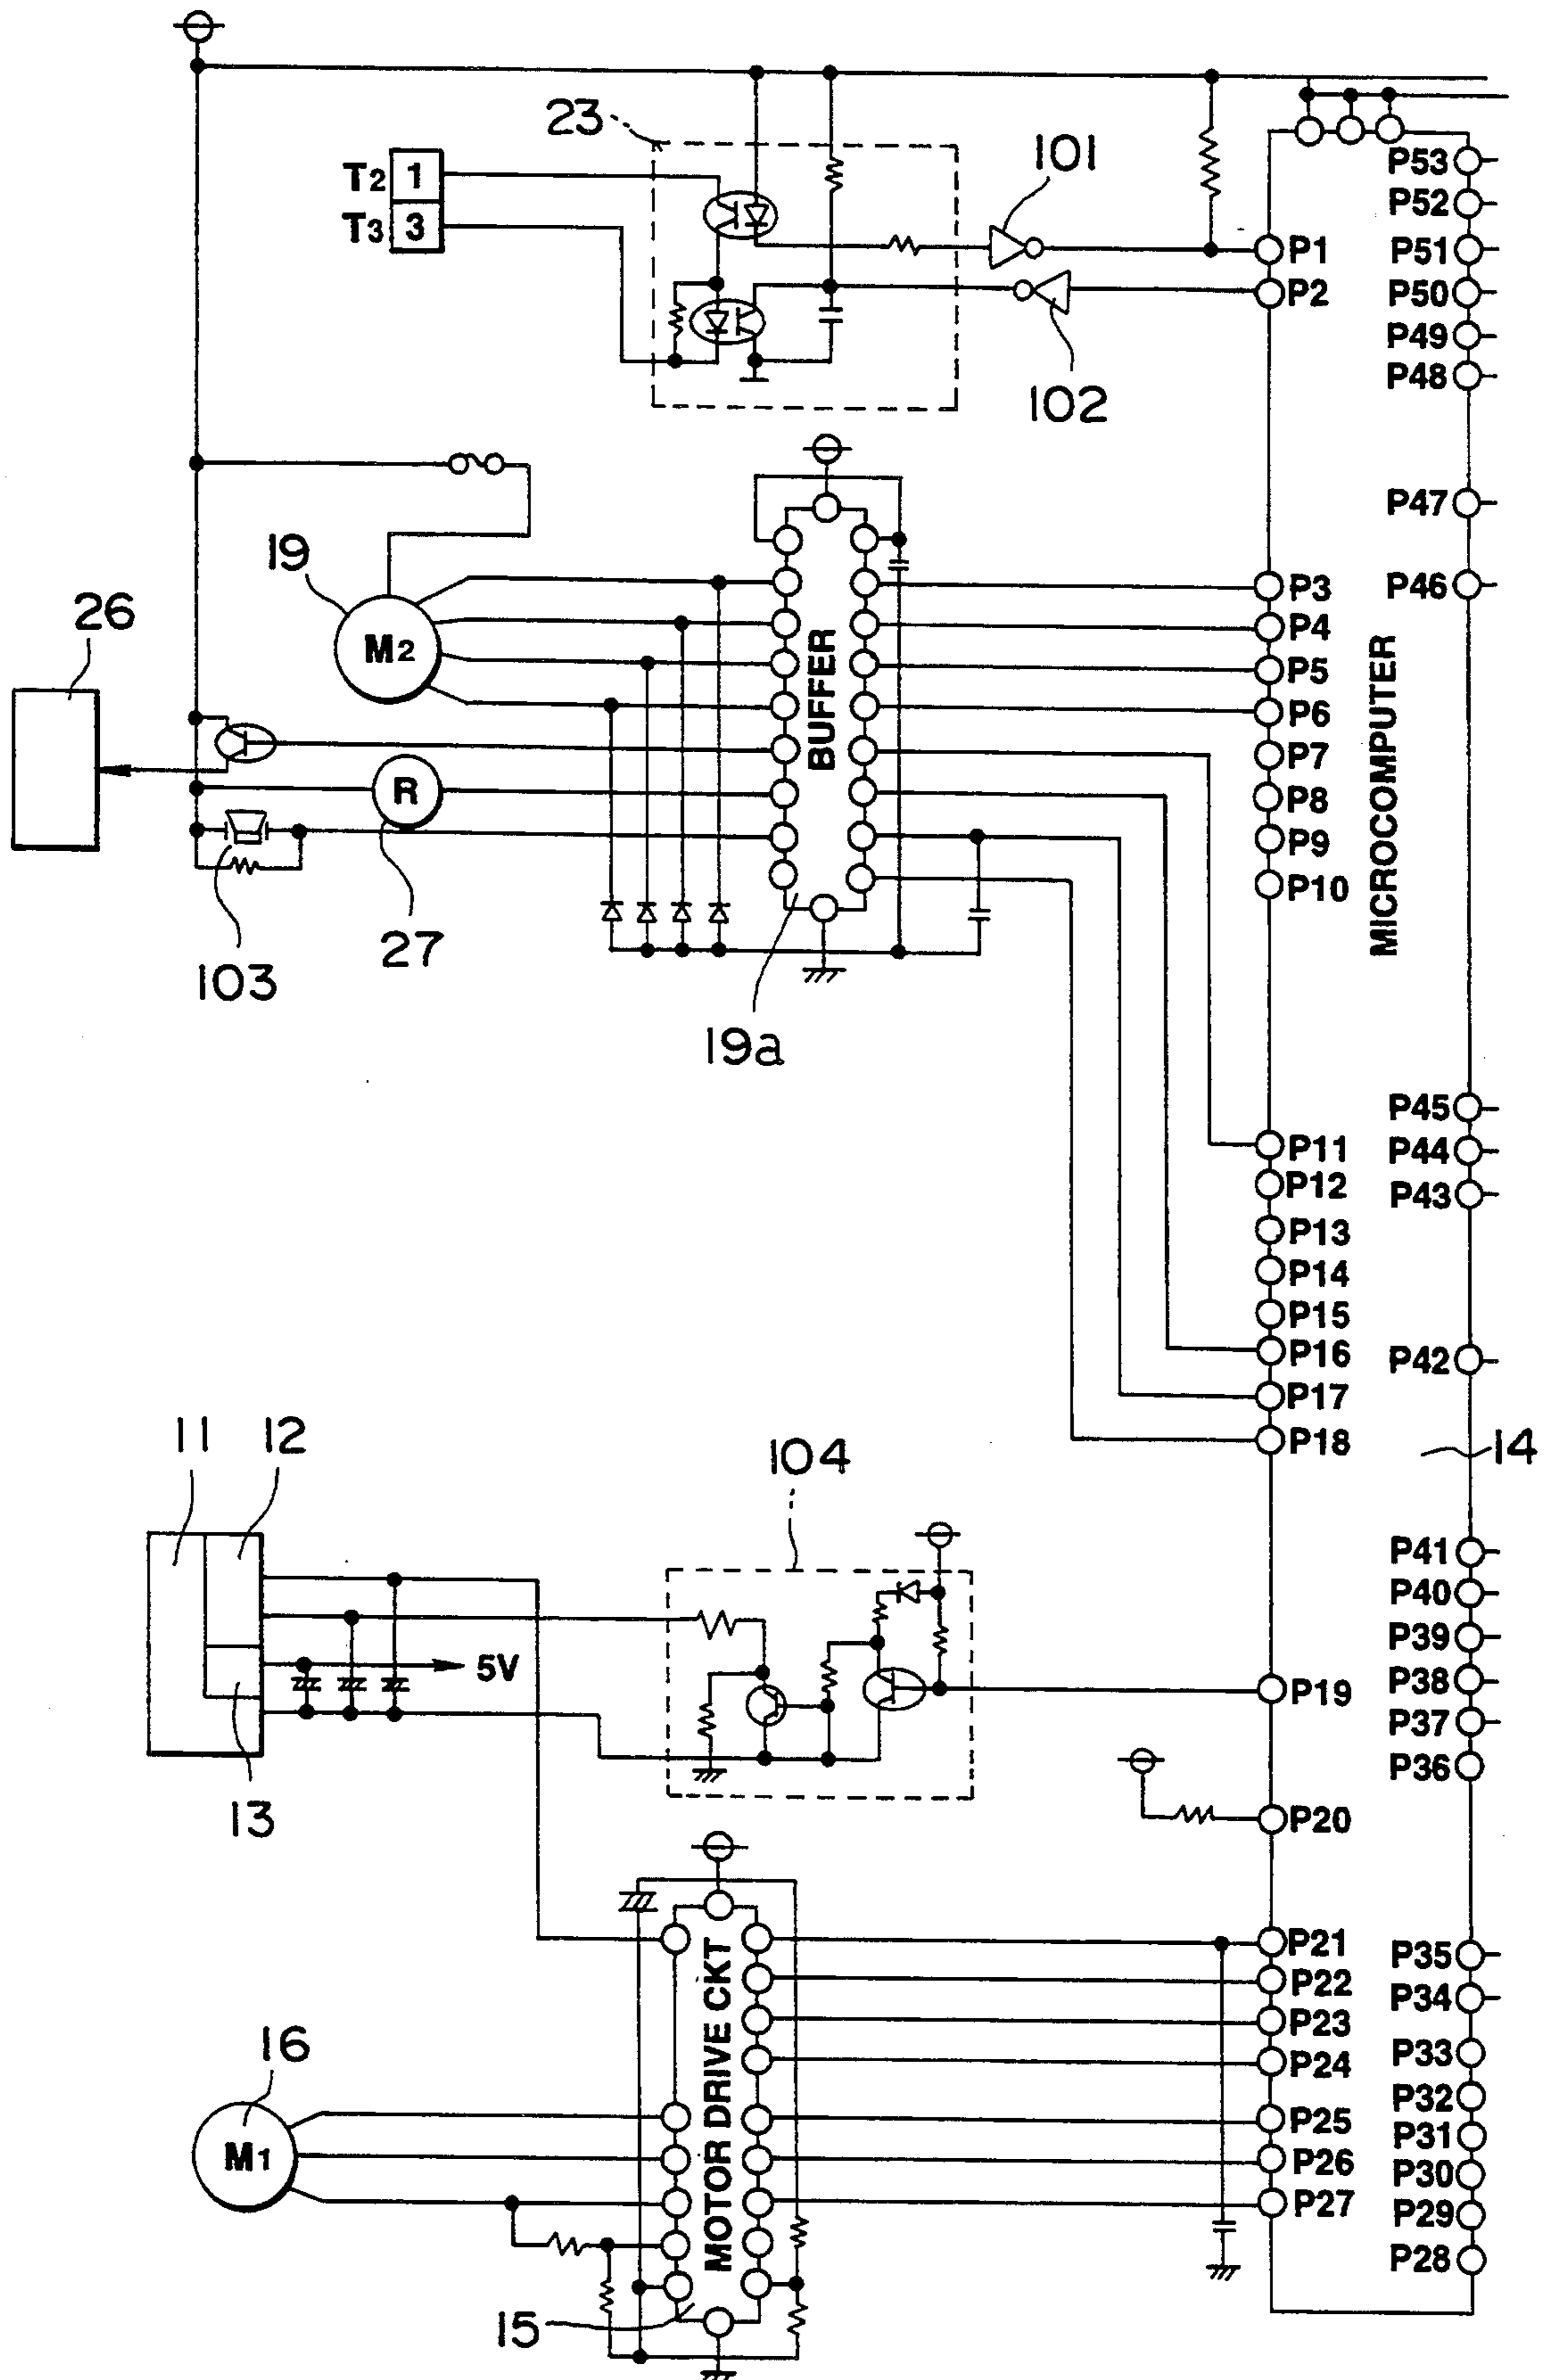 23
101
T2 1
T3 3
102
P53
P52
P1 P51
P2 P50
P49
P48
P47
19
M2
26
BUFFER
P3 P46
P4
P5
P6
P7
P8
P9
P10
MICROCOMPUTER
R
103
27
19a
P45
P11 P44
P12 P43
P13
P14
P15
P16 P42
P17
P18
14
11 12
104
5V
13
P41
P40
P39
P19 P38
P37
P36
P20
MOTOR DRIVE CKT
P21 P35
P22 P34
P23
P24 P33
P25 P32
P26 P31
P30
P27 P29
P28
16
M1
15